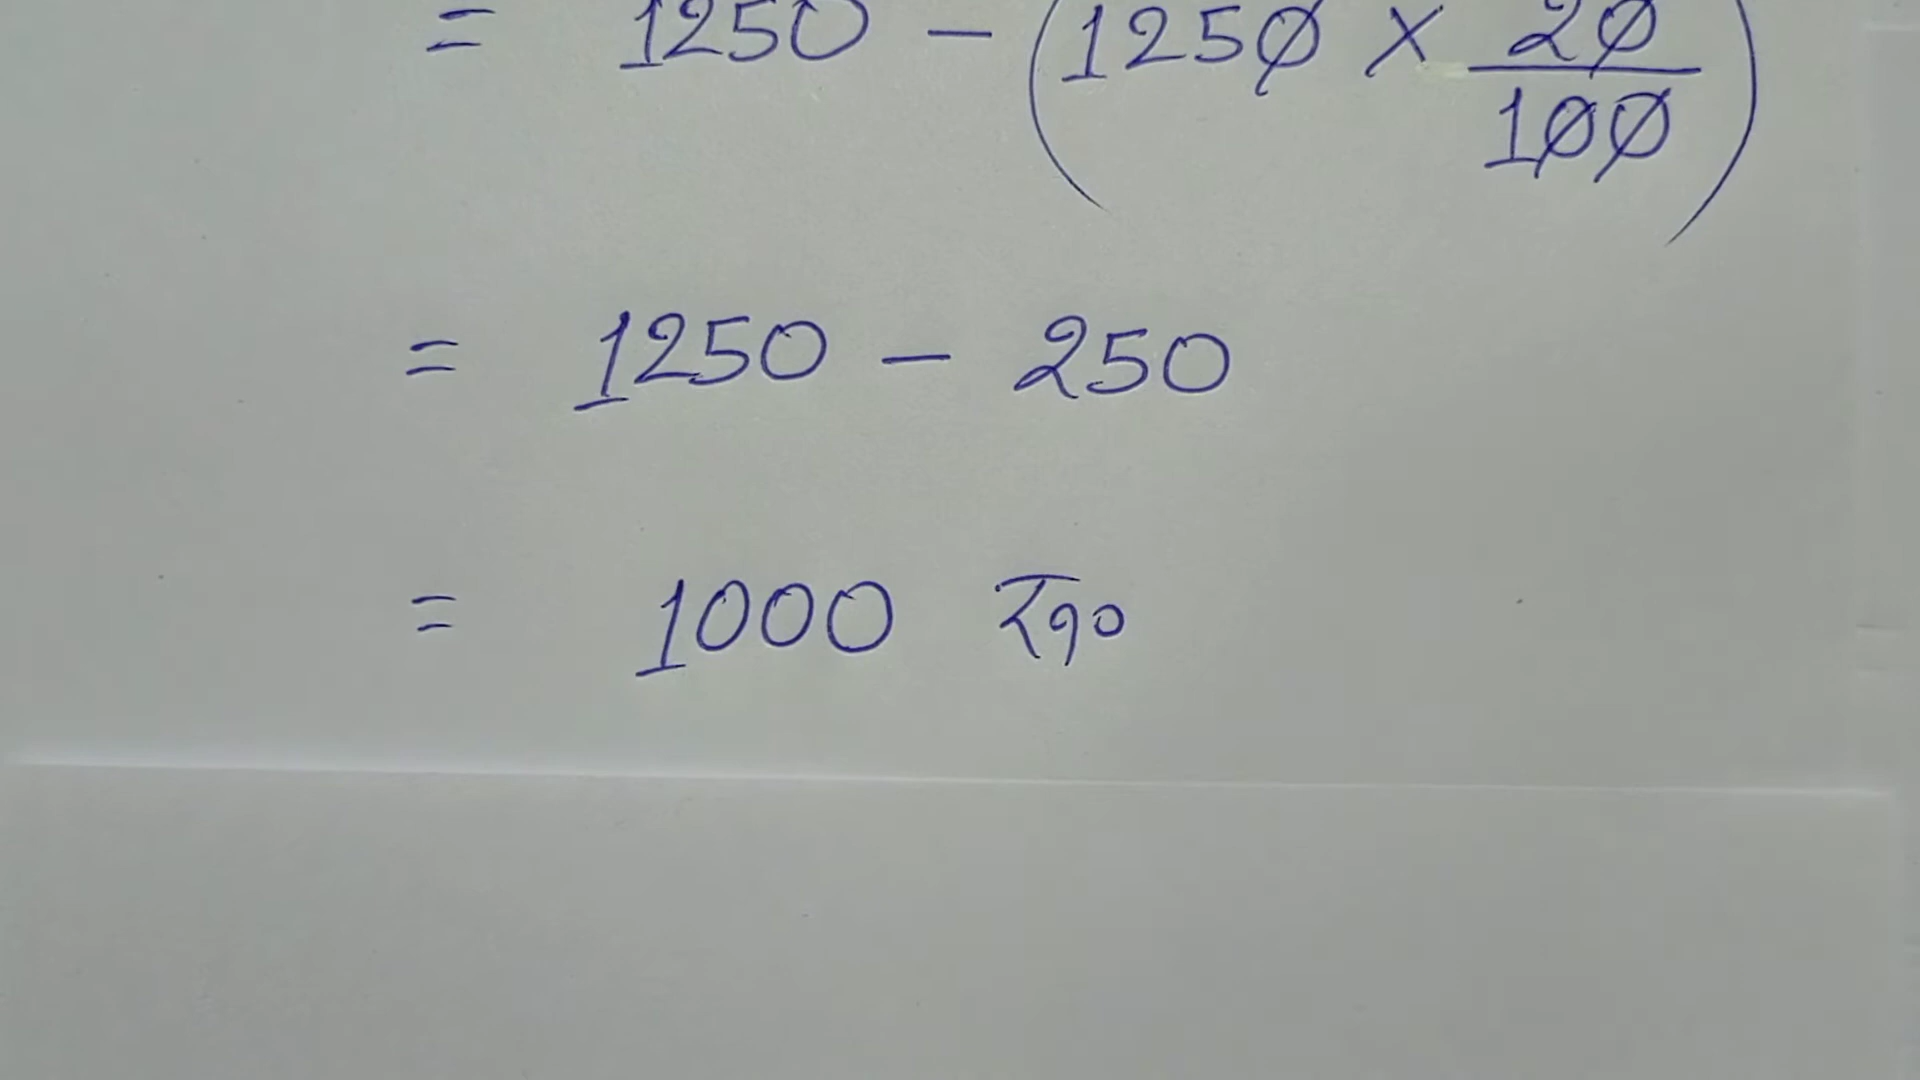 = 1250 - (1250 × 20/100)
= 1250 - 250
= 1000 रु०